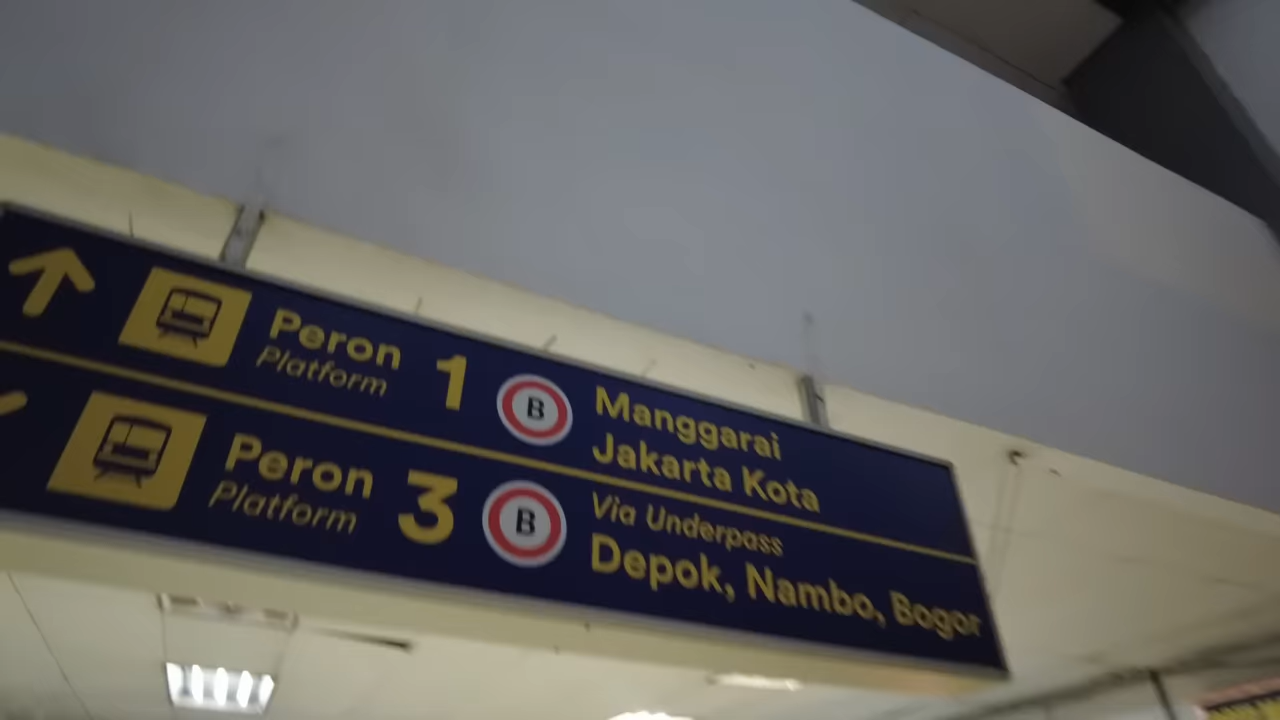 Peron 1 B Manggarai
Platform Jakarta Kota
Via Underpass
Peron 3 B Depok, Nambo, Bogor
Platform